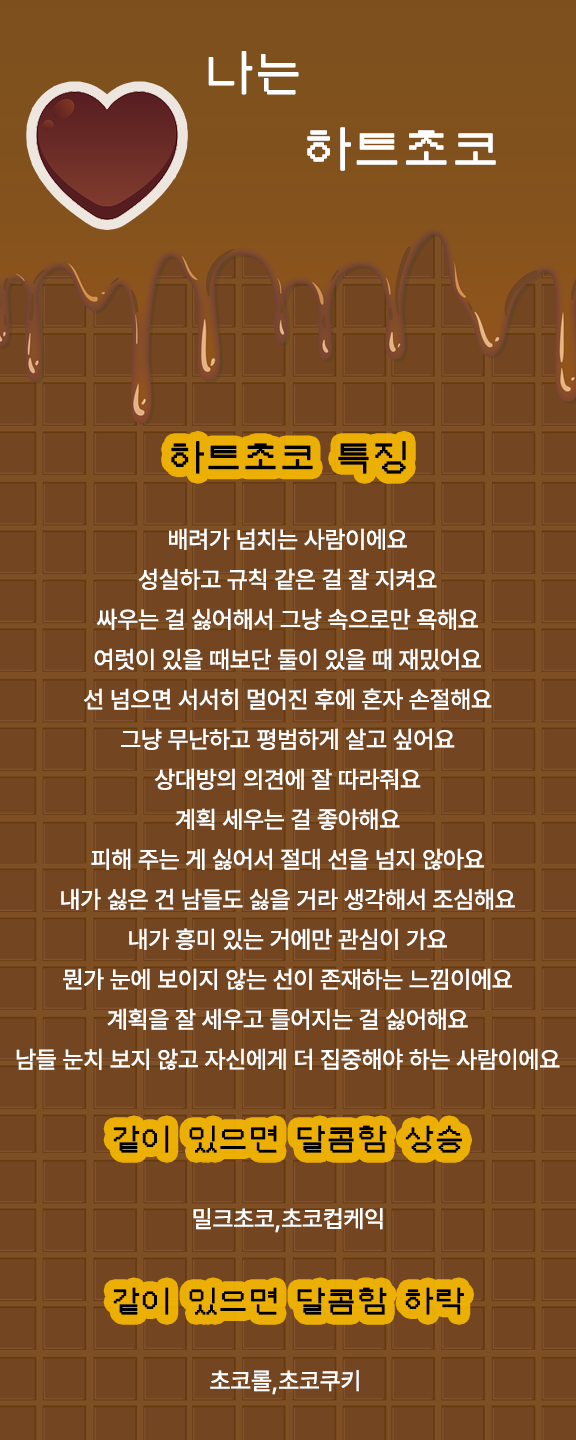 나는
하트초코
하트초코 특징
배려가 넘치는 사람이에요
성실하고 규칙 같은 걸 잘 지켜요
싸우는 걸 싫어해서 그냥 속으로만 욕해요
여럿이 있을 때보단 둘이 있을 때 재밌어요
선 넘으면 서서히 멀어진 후에 혼자 손절해요
그냥 무난하고 평범하게 살고 싶어요
상대방의 의견에 잘 따라줘요
계획 세우는 걸 좋아해요
피해 주는 게 싫어서 절대 선을 넘지 않아요
내가 싫은 건 남들도 싫을 거라 생각해서 조심해요
내가 흥미 있는 거에만 관심이 가요
뭔가 눈에 보이지 않는 선이 존재하는 느낌이에요
계획을 잘 세우고 틀어지는 걸 싫어해요
남들 눈치 보지 않고 자신에게 더 집중해야 하는 사람이에요
같이 있으면 달콤함 상승
밀크초코,초코컵케익
같이 있으면 달콤함 하락
초코롤,초코쿠키